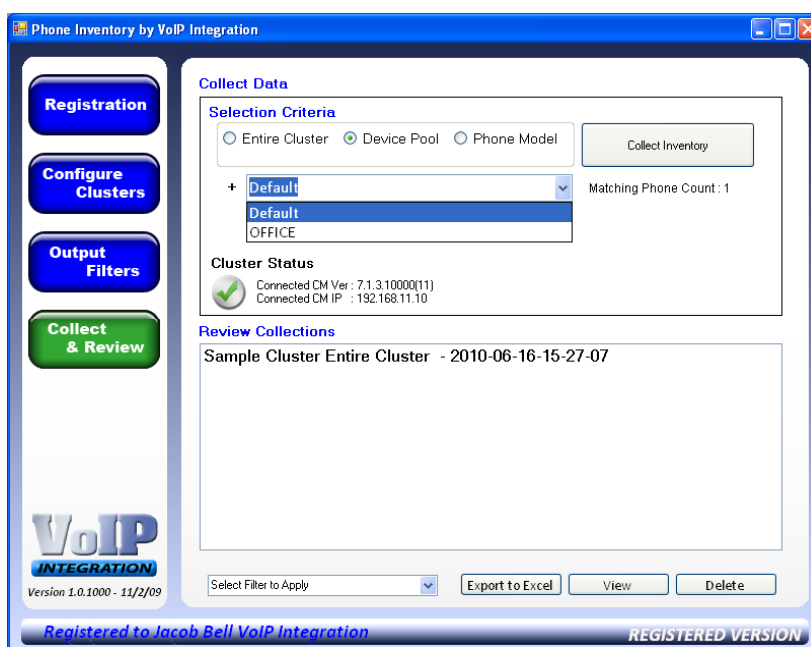 Phone Inventory by VoIP Integration
Registration
Configure
Clusters
Output
Filters
Collect
& Review
VoIP
INTEGRATION
Version 1.0.1000 - 11/2/09
Collect Data
Selection Criteria
Entire Cluster Device Pool Phone Model
Collect Inventory
+ Default
Matching Phone Count : 1
Default
OFFICE
Cluster Status
Connected CM Ver : 7.1.3.10000(11)
Connected CM IP : 192.168.11.10
Review Collections
Sample Cluster Entire Cluster - 2010-06-16-15-27-07
Select Filter to Apply
Export to Excel View Delete
Registered to Jacob Bell VoIP Integration
REGISTERED VERSION